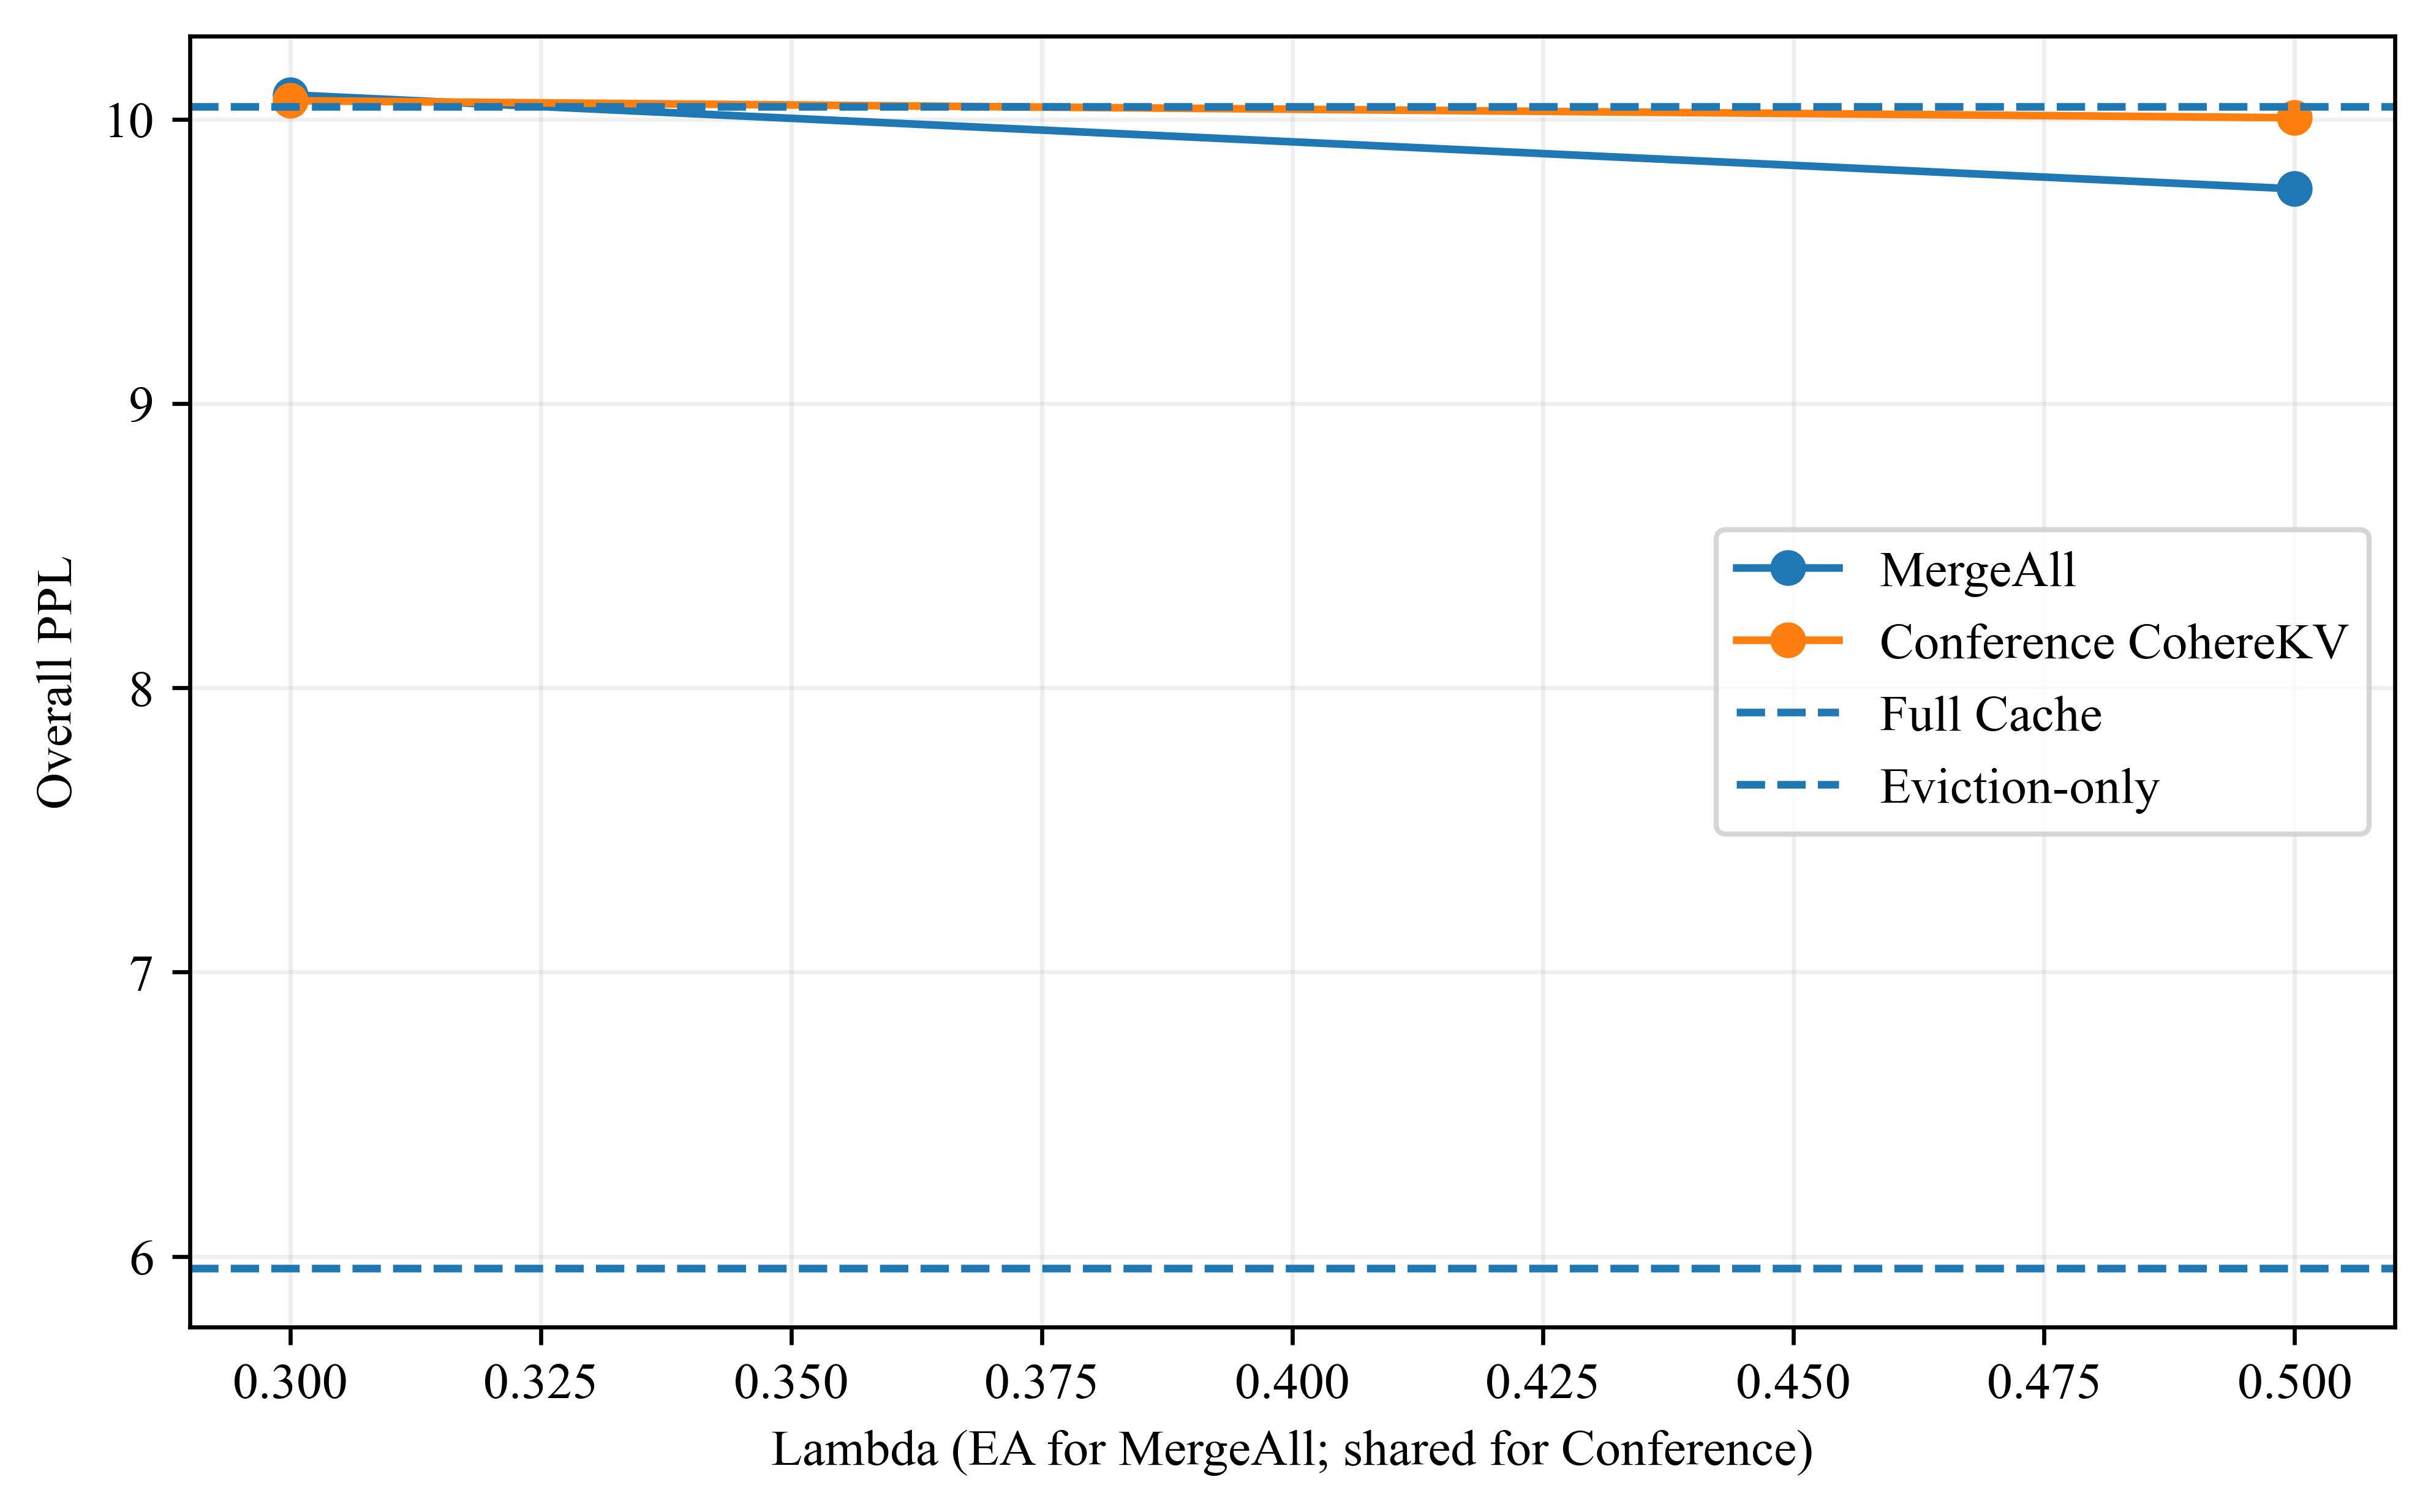 Overall PPL
10
9
8
7
6
MergeAll
Conference CohereKV
Full Cache
Eviction-only
0.300 0.325 0.350 0.375 0.400 0.425 0.450 0.475 0.500
Lambda (EA for MergeAll; shared for Conference)